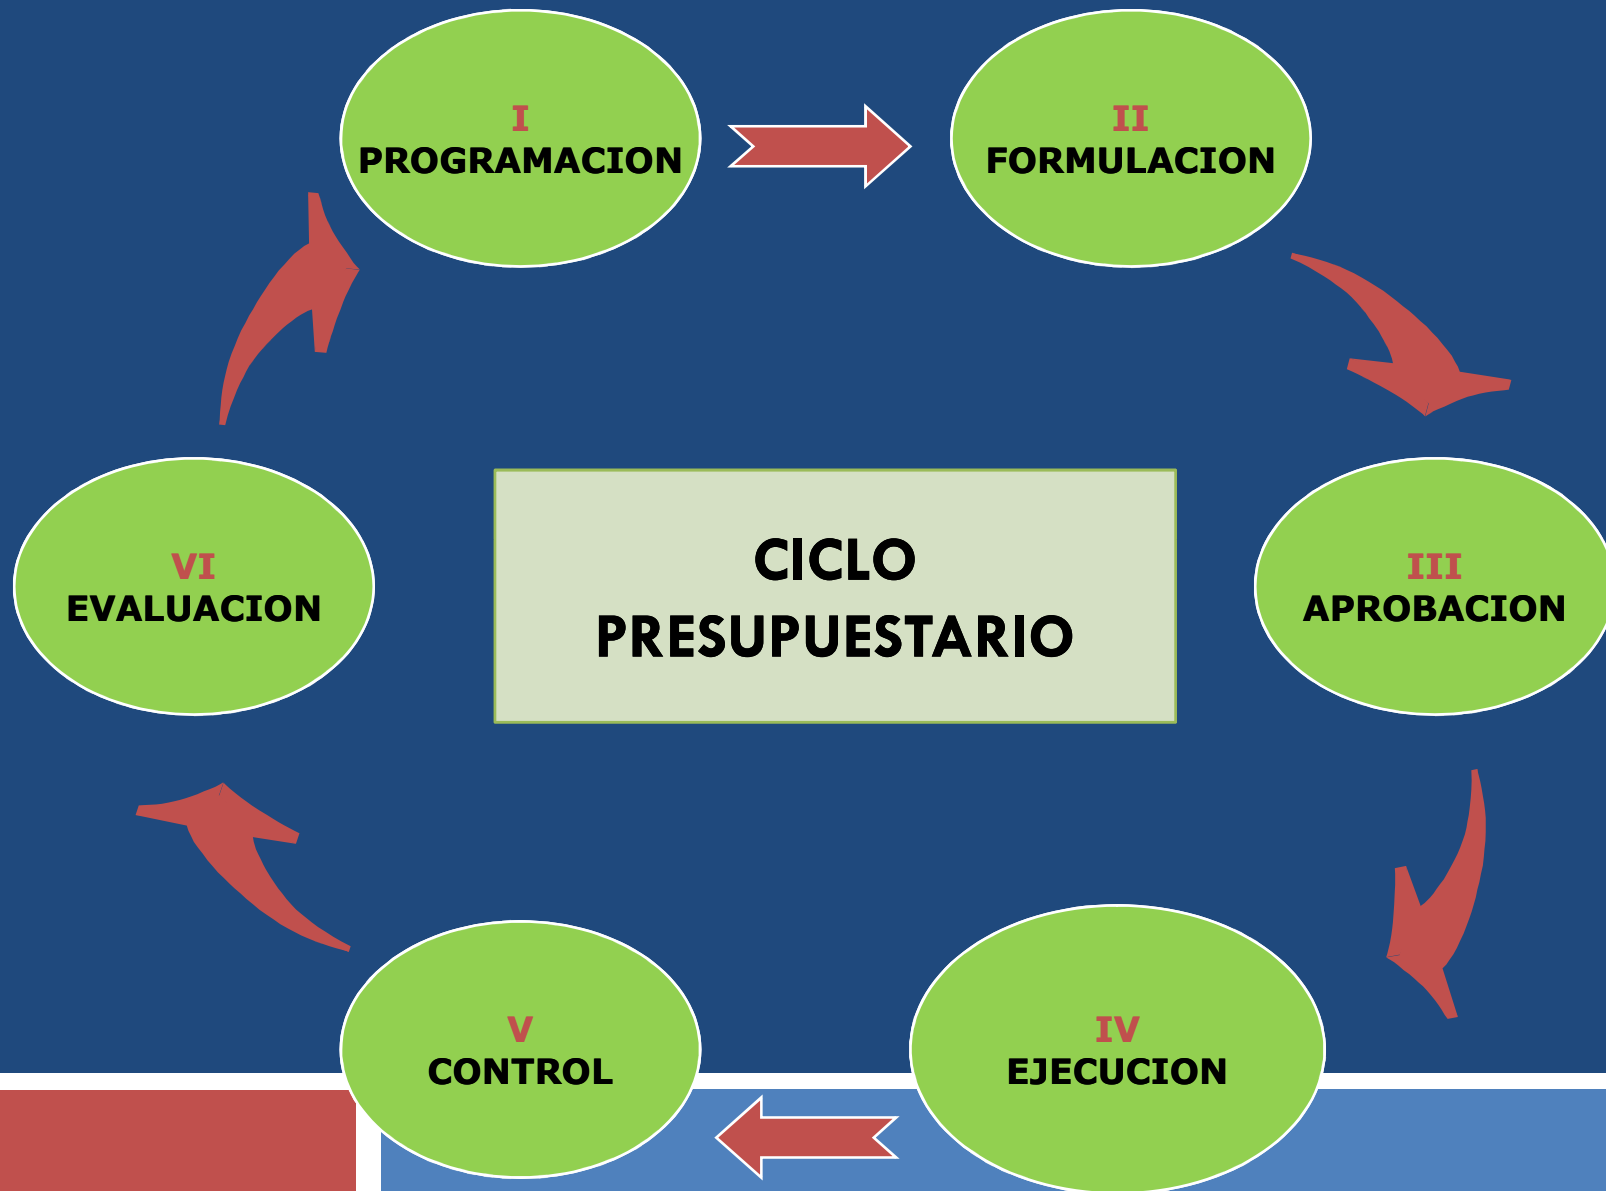 I
PROGRAMACION
II
FORMULACION
III
APROBACION
IV
EJECUCION
V
CONTROL
VI
EVALUACION
CICLO
PRESUPUESTARIO